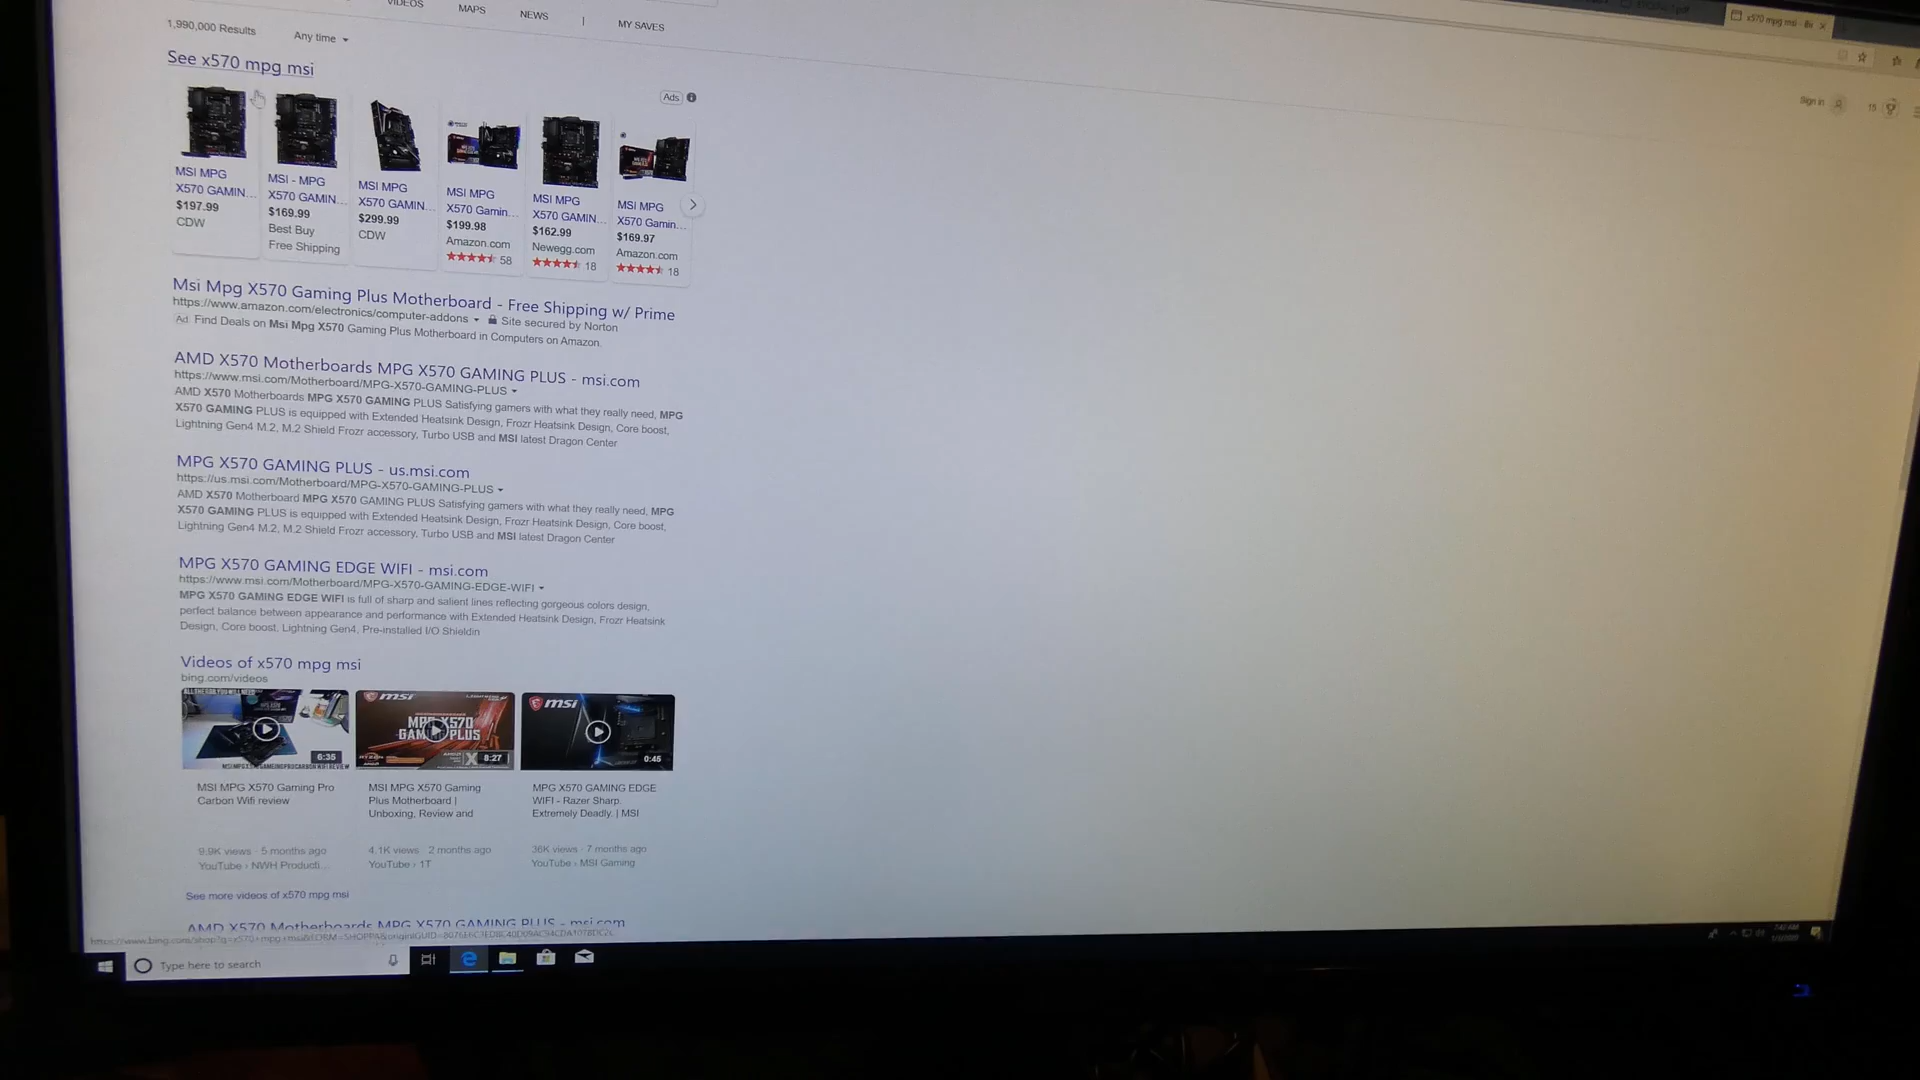 VIDEOS MAPS NEWS | MY SAVES
x570 mpg msi - Bi
Sign in
15
1,990,000 Results Any time
See x570 mpg msi
Ads
MSI MPG
X570 GAMIN...
$197.99
CDW
MSI - MPG
X570 GAMIN...
$169.99
Best Buy
Free Shipping
MSI MPG
X570 GAMIN...
$299.99
CDW
MSI MPG
X570 Gamin...
$199.98
Amazon.com
58
MSI MPG
X570 GAMIN...
$162.99
Newegg.com
18
MSI MPG
X570 Gamin...
$169.97
Amazon.com
18
Msi Mpg X570 Gaming Plus Motherboard - Free Shipping w/ Prime
https://www.amazon.com/electronics/computer-addons Site secured by Norton
Ad Find Deals on Msi Mpg X570 Gaming Plus Motherboard in Computers on Amazon.
AMD X570 Motherboards MPG X570 GAMING PLUS - msi.com
https://www.msi.com/Motherboard/MPG-X570-GAMING-PLUS
AMD X570 Motherboards MPG X570 GAMING PLUS Satisfying gamers with what they really need, MPG
X570 GAMING PLUS is equipped with Extended Heatsink Design, Frozr Heatsink Design, Core boost,
Lightning Gen4 M.2, M.2 Shield Frozr accessory, Turbo USB and MSI latest Dragon Center
MPG X570 GAMING PLUS - us.msi.com
https://us.msi.com/Motherboard/MPG-X570-GAMING-PLUS
AMD X570 Motherboard MPG X570 GAMING PLUS Satisfying gamers with what they really need, MPG
X570 GAMING PLUS is equipped with Extended Heatsink Design, Frozr Heatsink Design, Core boost,
Lightning Gen4 M.2, M.2 Shield Frozr accessory, Turbo USB and MSI latest Dragon Center
MPG X570 GAMING EDGE WIFI - msi.com
https://www.msi.com/Motherboard/MPG-X570-GAMING-EDGE-WIFI
MPG X570 GAMING EDGE WIFI is full of sharp and salient lines reflecting gorgeous colors design,
perfect balance between appearance and performance with Extended Heatsink Design, Frozr Heatsink
Design, Core boost, Lightning Gen4, Pre-installed I/O Shieldin
Videos of x570 mpg msi
bing.com/videos
6:35
MSI MPG X570 Gaming Pro
Carbon Wifi review
9.9K views · 5 months ago
YouTube › NWH Producti...
msi
MPG X570
GAMING PLUS
X
8:27
MSI MPG X570 Gaming
Plus Motherboard |
Unboxing, Review and
4.1K views · 2 months ago
YouTube › 1T
msi
0:45
MPG X570 GAMING EDGE
WIFI - Razer Sharp.
Extremely Deadly. | MSI
36K views · 7 months ago
YouTube › MSI Gaming
See more videos of x570 mpg msi
AMD X570 Motherboards MPG X570 GAMING PLUS - msi.com
Type here to search